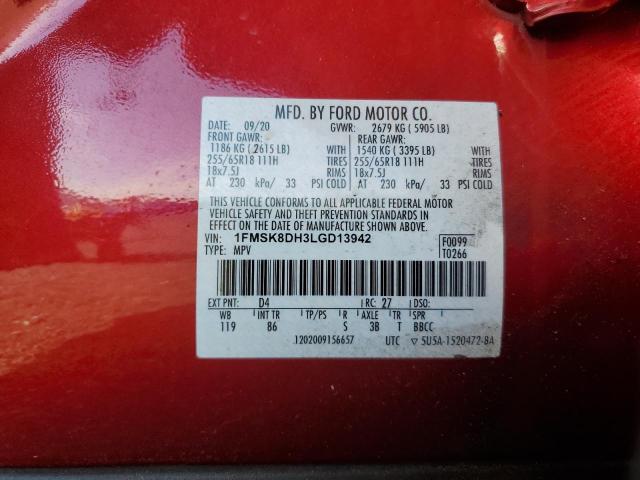 MFD. BY FORD MOTOR CO.
DATE: 09/20 GVWR: 2679 KG ( 5905 LB)
FRONT GAWR: REAR GAWR:
1186 KG ( 2615 LB) WITH 1540 KG ( 3395 LB) WITH
255/65R18 111H TIRES 255/65R18 111H TIRES
18x7.5J RIMS 18x7.5J RIMS
AT 230 kPa/ 33 PSI COLD AT 230 kPa/ 33 PSI COLD
THIS VEHICLE CONFORMS TO ALL APPLICABLE FEDERAL MOTOR
VEHICLE SAFETY AND THEFT PREVENTION STANDARDS IN
EFFECT ON THE DATE OF MANUFACTURE SHOWN ABOVE.
VIN: 1FMSK8DH3LGD13942 F0099
TYPE: MPV T0266
EXT PNT: D4 RC: 27 DSO:
WB INT TR TP/PS R AXLE TR SPR
119 86 S 3B T BBCC
1202009156657 UTC ▽ 5U5A-1520472-8A